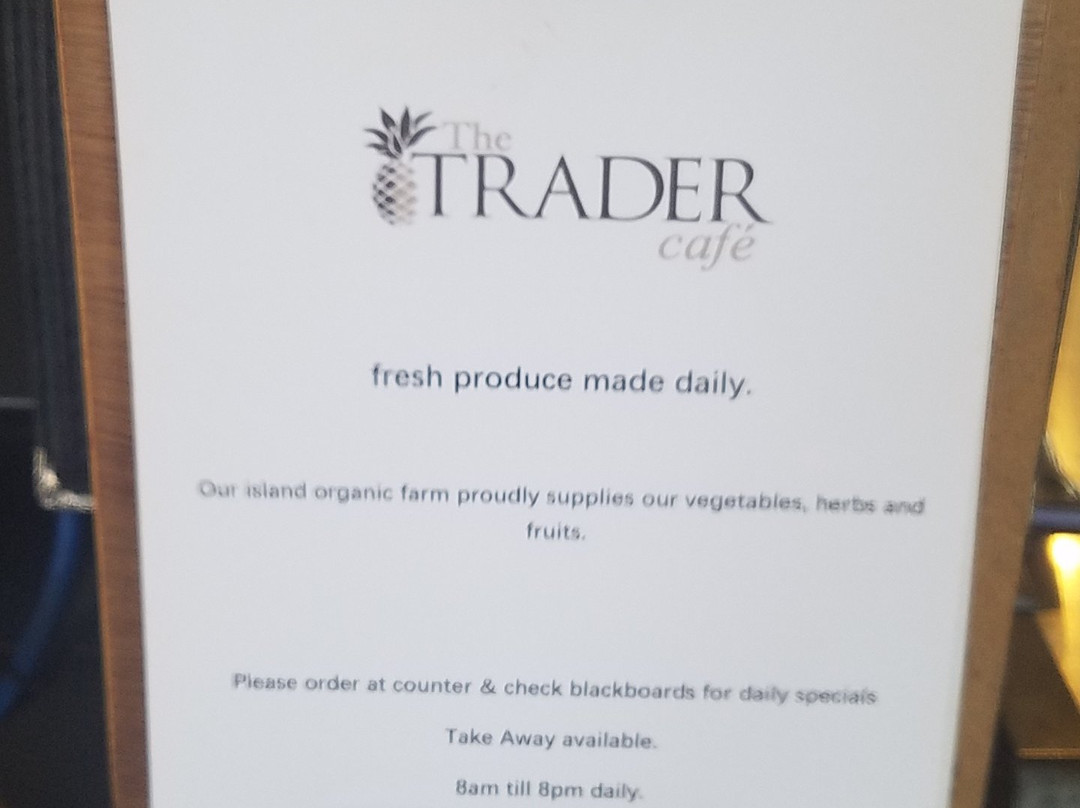 The
TRADER
café
fresh produce made daily.
Our island organic farm proudly supplies our vegetables, herbs and
fruits.
Please order at counter & check blackboards for daily specials
Take Away available.
8am till 8pm daily.